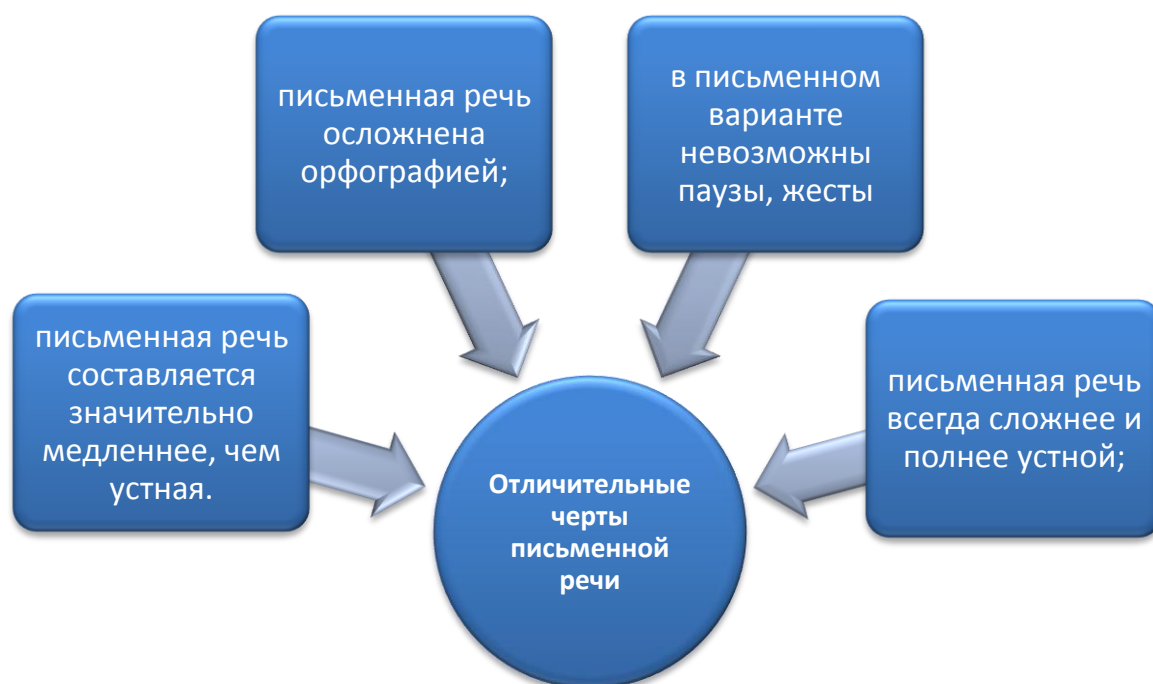 письменная речь
осложнена
орфографией;
в письменном
варианте
невозможны
паузы, жесты
письменная речь
составляется
значительно
медленнее, чем
устная.
письменная речь
всегда сложнее и
полнее устной;
Отличительные
черты
письменной
речи